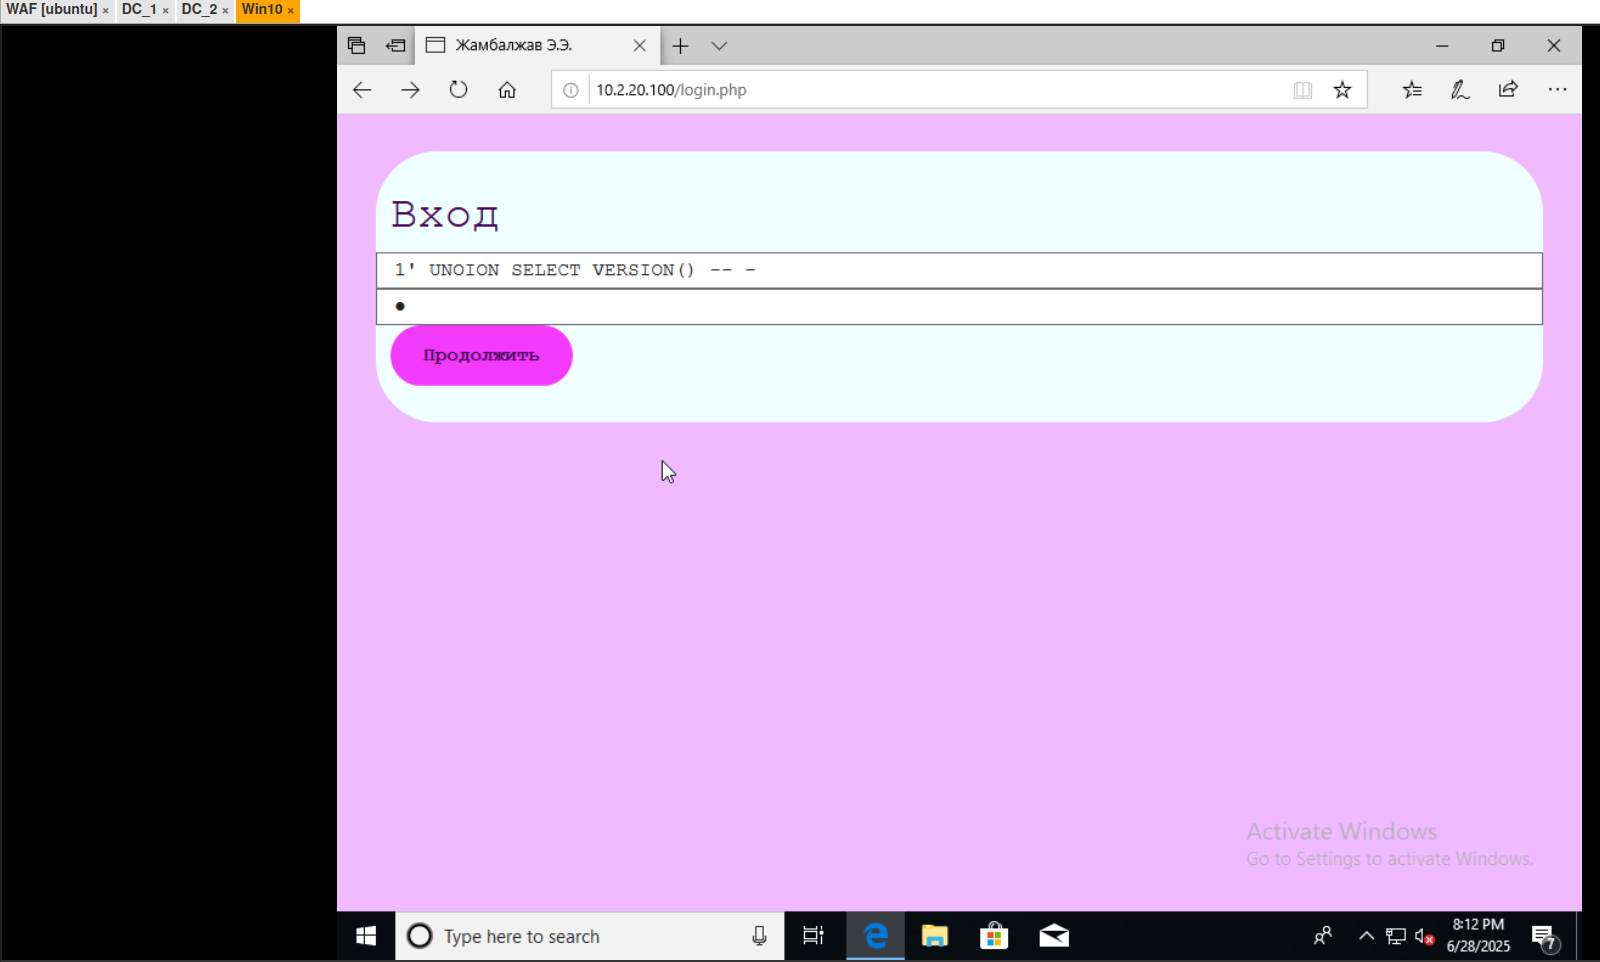 WAF [ubuntu] × DC_1 × DC_2 × Win10 ×
Жамбалжав Э.Э.
10.2.20.100/login.php
Вход
1' UNOION SELECT VERSION() -- -
Продолжить
Activate Windows
Go to Settings to activate Windows.
Type here to search
8:12 PM
6/28/2025
7